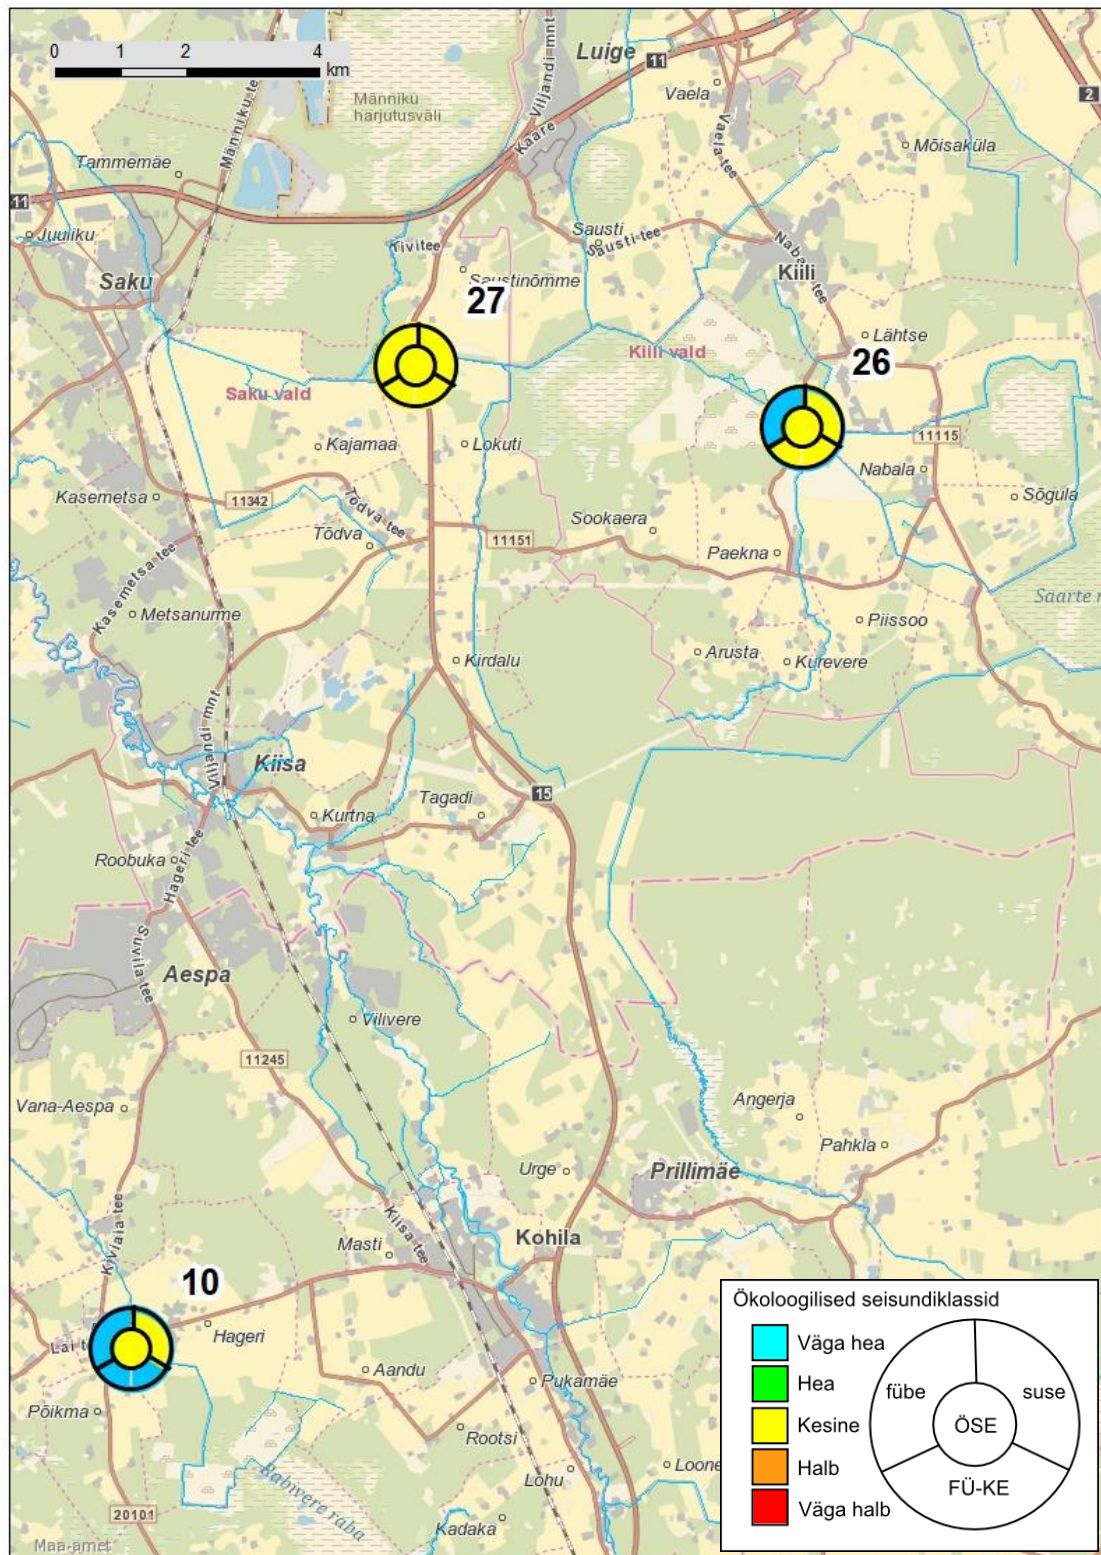 0 1 2 4
km
Luige
11
Viljandi mnt
Männiku tee
Männiku
harjutusväli
Vaela
2
Kaare
Vaela tee
Mõisaküla
Tammemäe
11
Juuliku
Kivitee
Sausti
Sausti tee
Nabala tee
Saku
Saustinõmme
Kiili
27
Lähtse
Kiili vald
26
Saku vald
Kajamaa
Lokuti
11115
Nabala
Kasemetsa
11342
Tõdva tee
Sõgula
Sookaera
Tõdva
11151
Paekna
Kasemetsa tee
Saarte r
Metsanurme
Piissoo
Arusta
Kurevere
Kirdalu
Viljandi mnt
Kiisa
Tagadi
15
Kurtna
Roobuka
Hageri tee
Suvila tee
Aespa
Vilivere
11245
Vana-Aespa
Angerja
Pahkla
Urge
Prillimäe
Kiisa tee
Kohila
Masti
10
Hageri
Aandu
Pukamäe
Põikma
Rootsi
Lohu
Loone
Rabivere raba
20101
Kadaka
Maa-amet
Ökoloogilised seisundiklassid
Väga hea
Hea
Kesine
Halb
Väga halb
fübe
suse
ÖSE
FÜ-KE